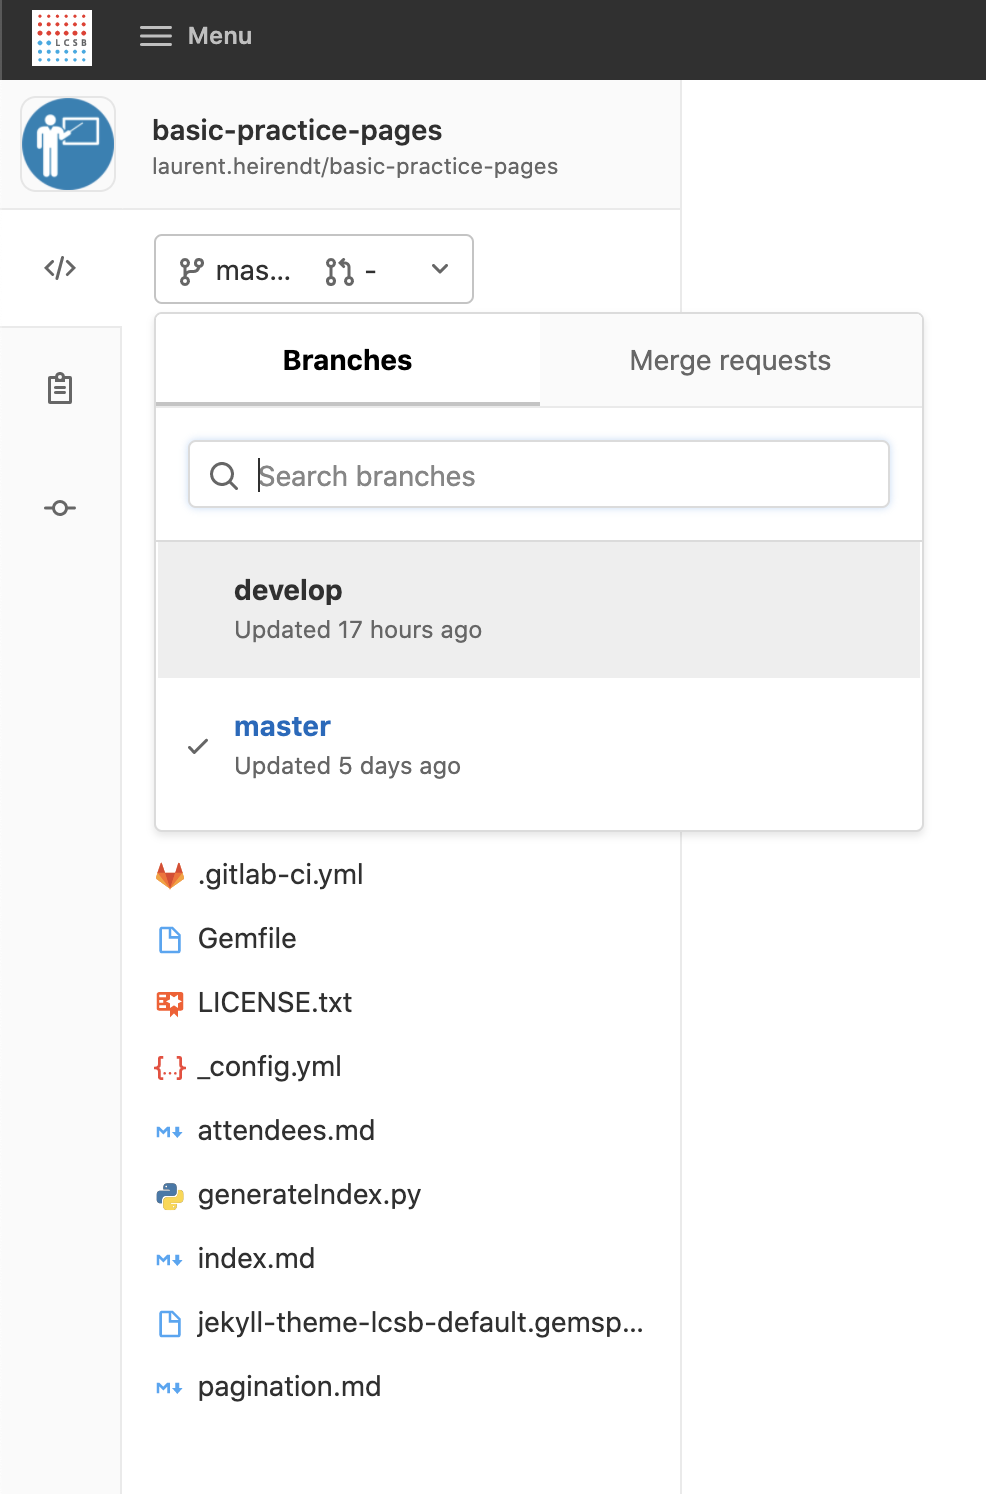 LCSB
Menu
basic-practice-pages
laurent.heirendt/basic-practice-pages
mas... -
Branches
Merge requests
Search branches
develop
Updated 17 hours ago
master
Updated 5 days ago
.gitlab-ci.yml
Gemfile
LICENSE.txt
_config.yml
attendees.md
generateIndex.py
index.md
jekyll-theme-lcsb-default.gemsp...
pagination.md